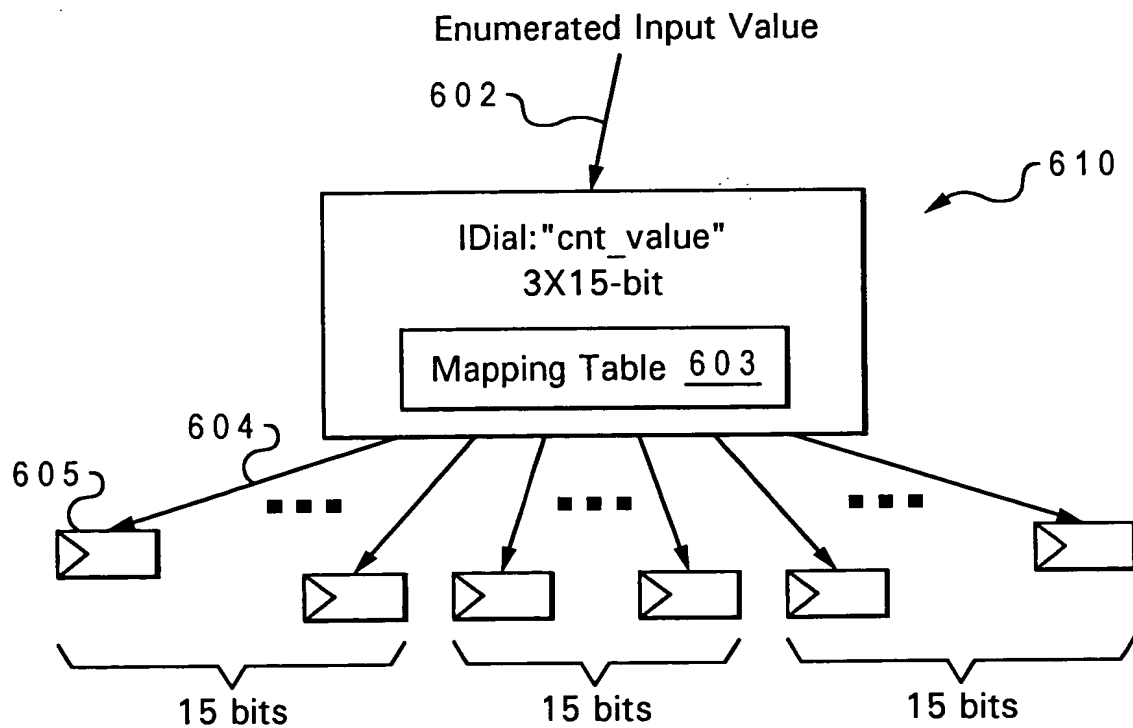 Enumerated Input Value
602
610
IDial:"cnt_value"
3X15-bit
Mapping Table 603
604
605
15 bits
15 bits
15 bits